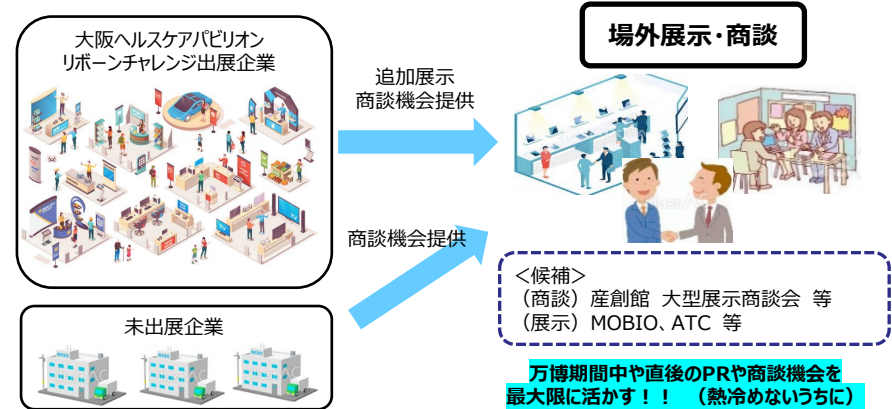 大阪ヘルスケアパビリオン
リボーンチャレンジ出展企業
追加展示
商談機会提供
場外展示・商談
商談機会提供
未出展企業
＜候補＞
（商談）産創館 大型展示商談会 等
（展示）MOBIO、ATC 等
万博期間中や直後のPRや商談機会を
最大限に活かす！！ （熱冷めないうちに）